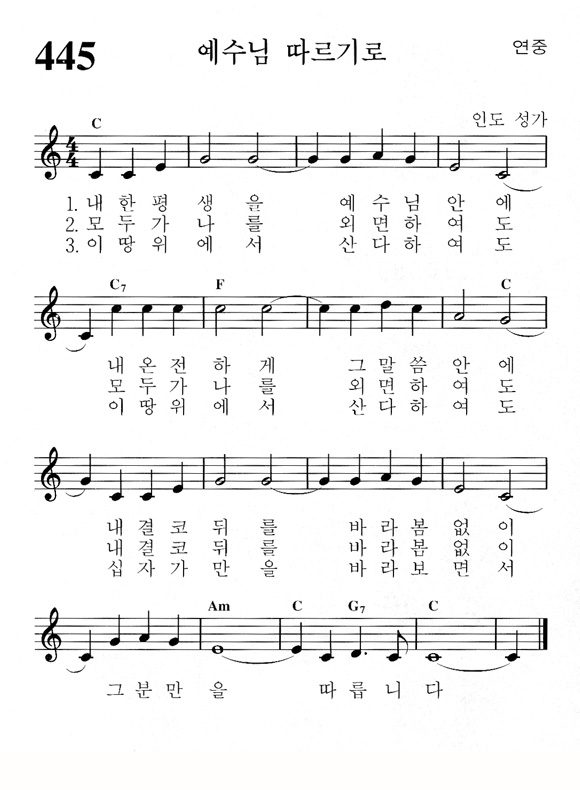 445 예수님 따르기로 연중
인도 성가
C
1. 내 한 평 생 을 예 수 님 안 에
2. 모 두 가 나 를 외 면 하 여 도
3. 이 땅 위 에 서 산 다 하 여 도
C7 F C
내 온 전 하 게 그 말 씀 안 에
모 두 가 나 를 외 면 하 여 도
이 땅 위 에 서 산 다 하 여 도
내 결 코 뒤 를 바 라 봄 없 이
내 결 코 뒤 를 바 라 봄 없 이
십 자 가 만 을 바 라 보 면 서
Am C G7 C
그 분 만 을 따 릅 니 다